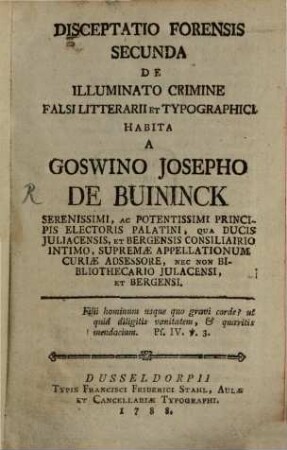 DISCEPTATIO FORENSIS
SECUNDA
DE
ILLUMINATO CRIMINE
FALSI LITTERARII ET TYPOGRAPHICI.
HABITA
A
GOSWINO JOSEPHO
DE BUININCK
SERENISSIMI, AC POTENTISSIMI PRINCI-
PIS ELECTORIS PALATINI, QUA DUCIS
JULIACENSIS, ET BERGENSIS CONSILIAIRIO
INTIMO, SUPREMÆ APPELLATIONUM
CURIÆ ADSESSORE, NEC NON BI-
BLIOTHECARIO JULACENSI,
ET BERGENSI.
Filii hominum usque quo gravi corde? ut
quid diligitis vanitatem, & quæritis
mendacium. Ps. IV. ℣. 3.
DUSSELDORPII
TYPIS FRANCISCI FRIDERICI STAHL, AULÆ
ET CANCELLARIÆ TYPOGRAPHI.
1788.